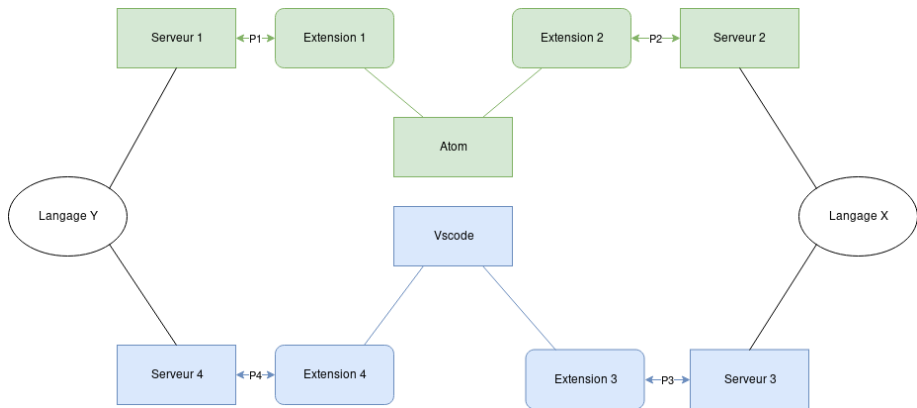 Serveur 1
P1
Extension 1
Extension 2
P2
Serveur 2
Atom
Langage Y
Langage X
Vscode
Serveur 4
P4
Extension 4
Extension 3
P3
Serveur 3